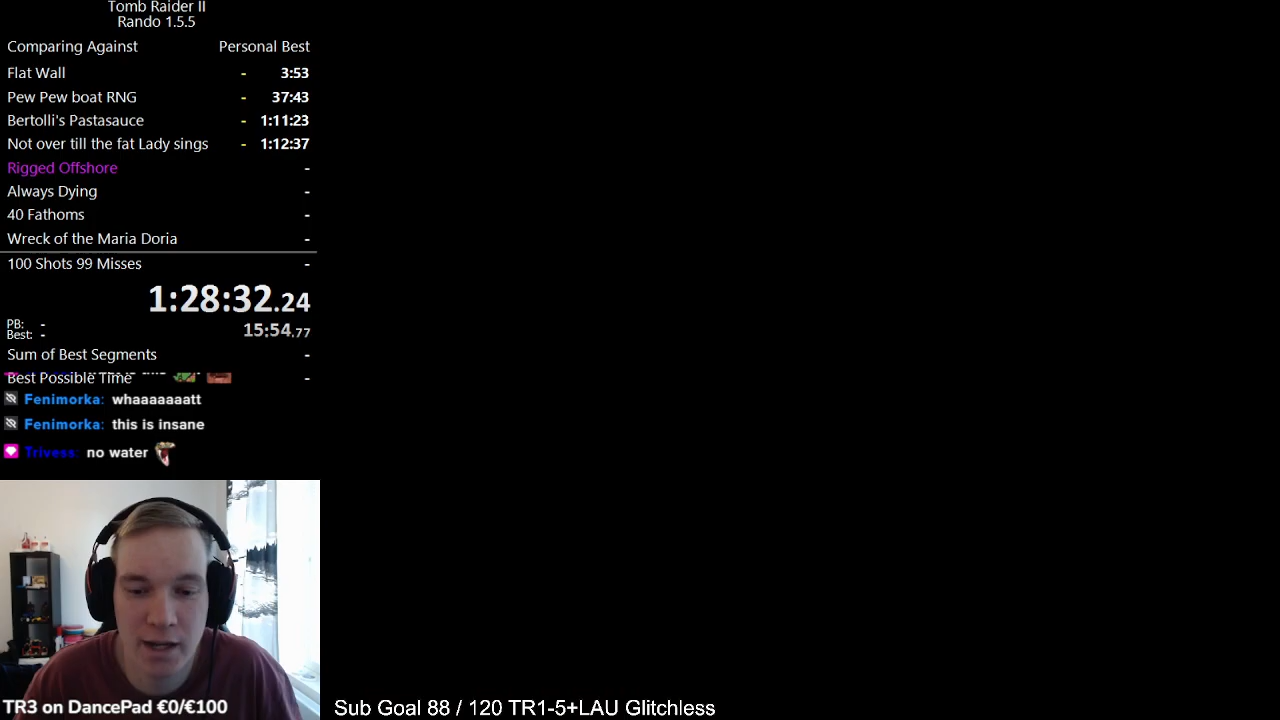 Tomb Raider II
Rando 1.5.5
Comparing Against Personal Best
Flat Wall - 3:53
Pew Pew boat RNG - 37:43
Bertolli's Pastasauce - 1:11:23
Not over till the fat Lady sings - 1:12:37
Rigged Offshore -
Always Dying -
40 Fathoms -
Wreck of the Maria Doria -
100 Shots 99 Misses -
1:28:32.24
PB: -
Best: -
15:54.77
Sum of Best Segments -
Best Possible Time -
Fenimorka: whaaaaaaatt
Fenimorka: this is insane
Trivess: no water
TR3 on DancePad €0/€100
Sub Goal 88 / 120 TR1-5+LAU Glitchless